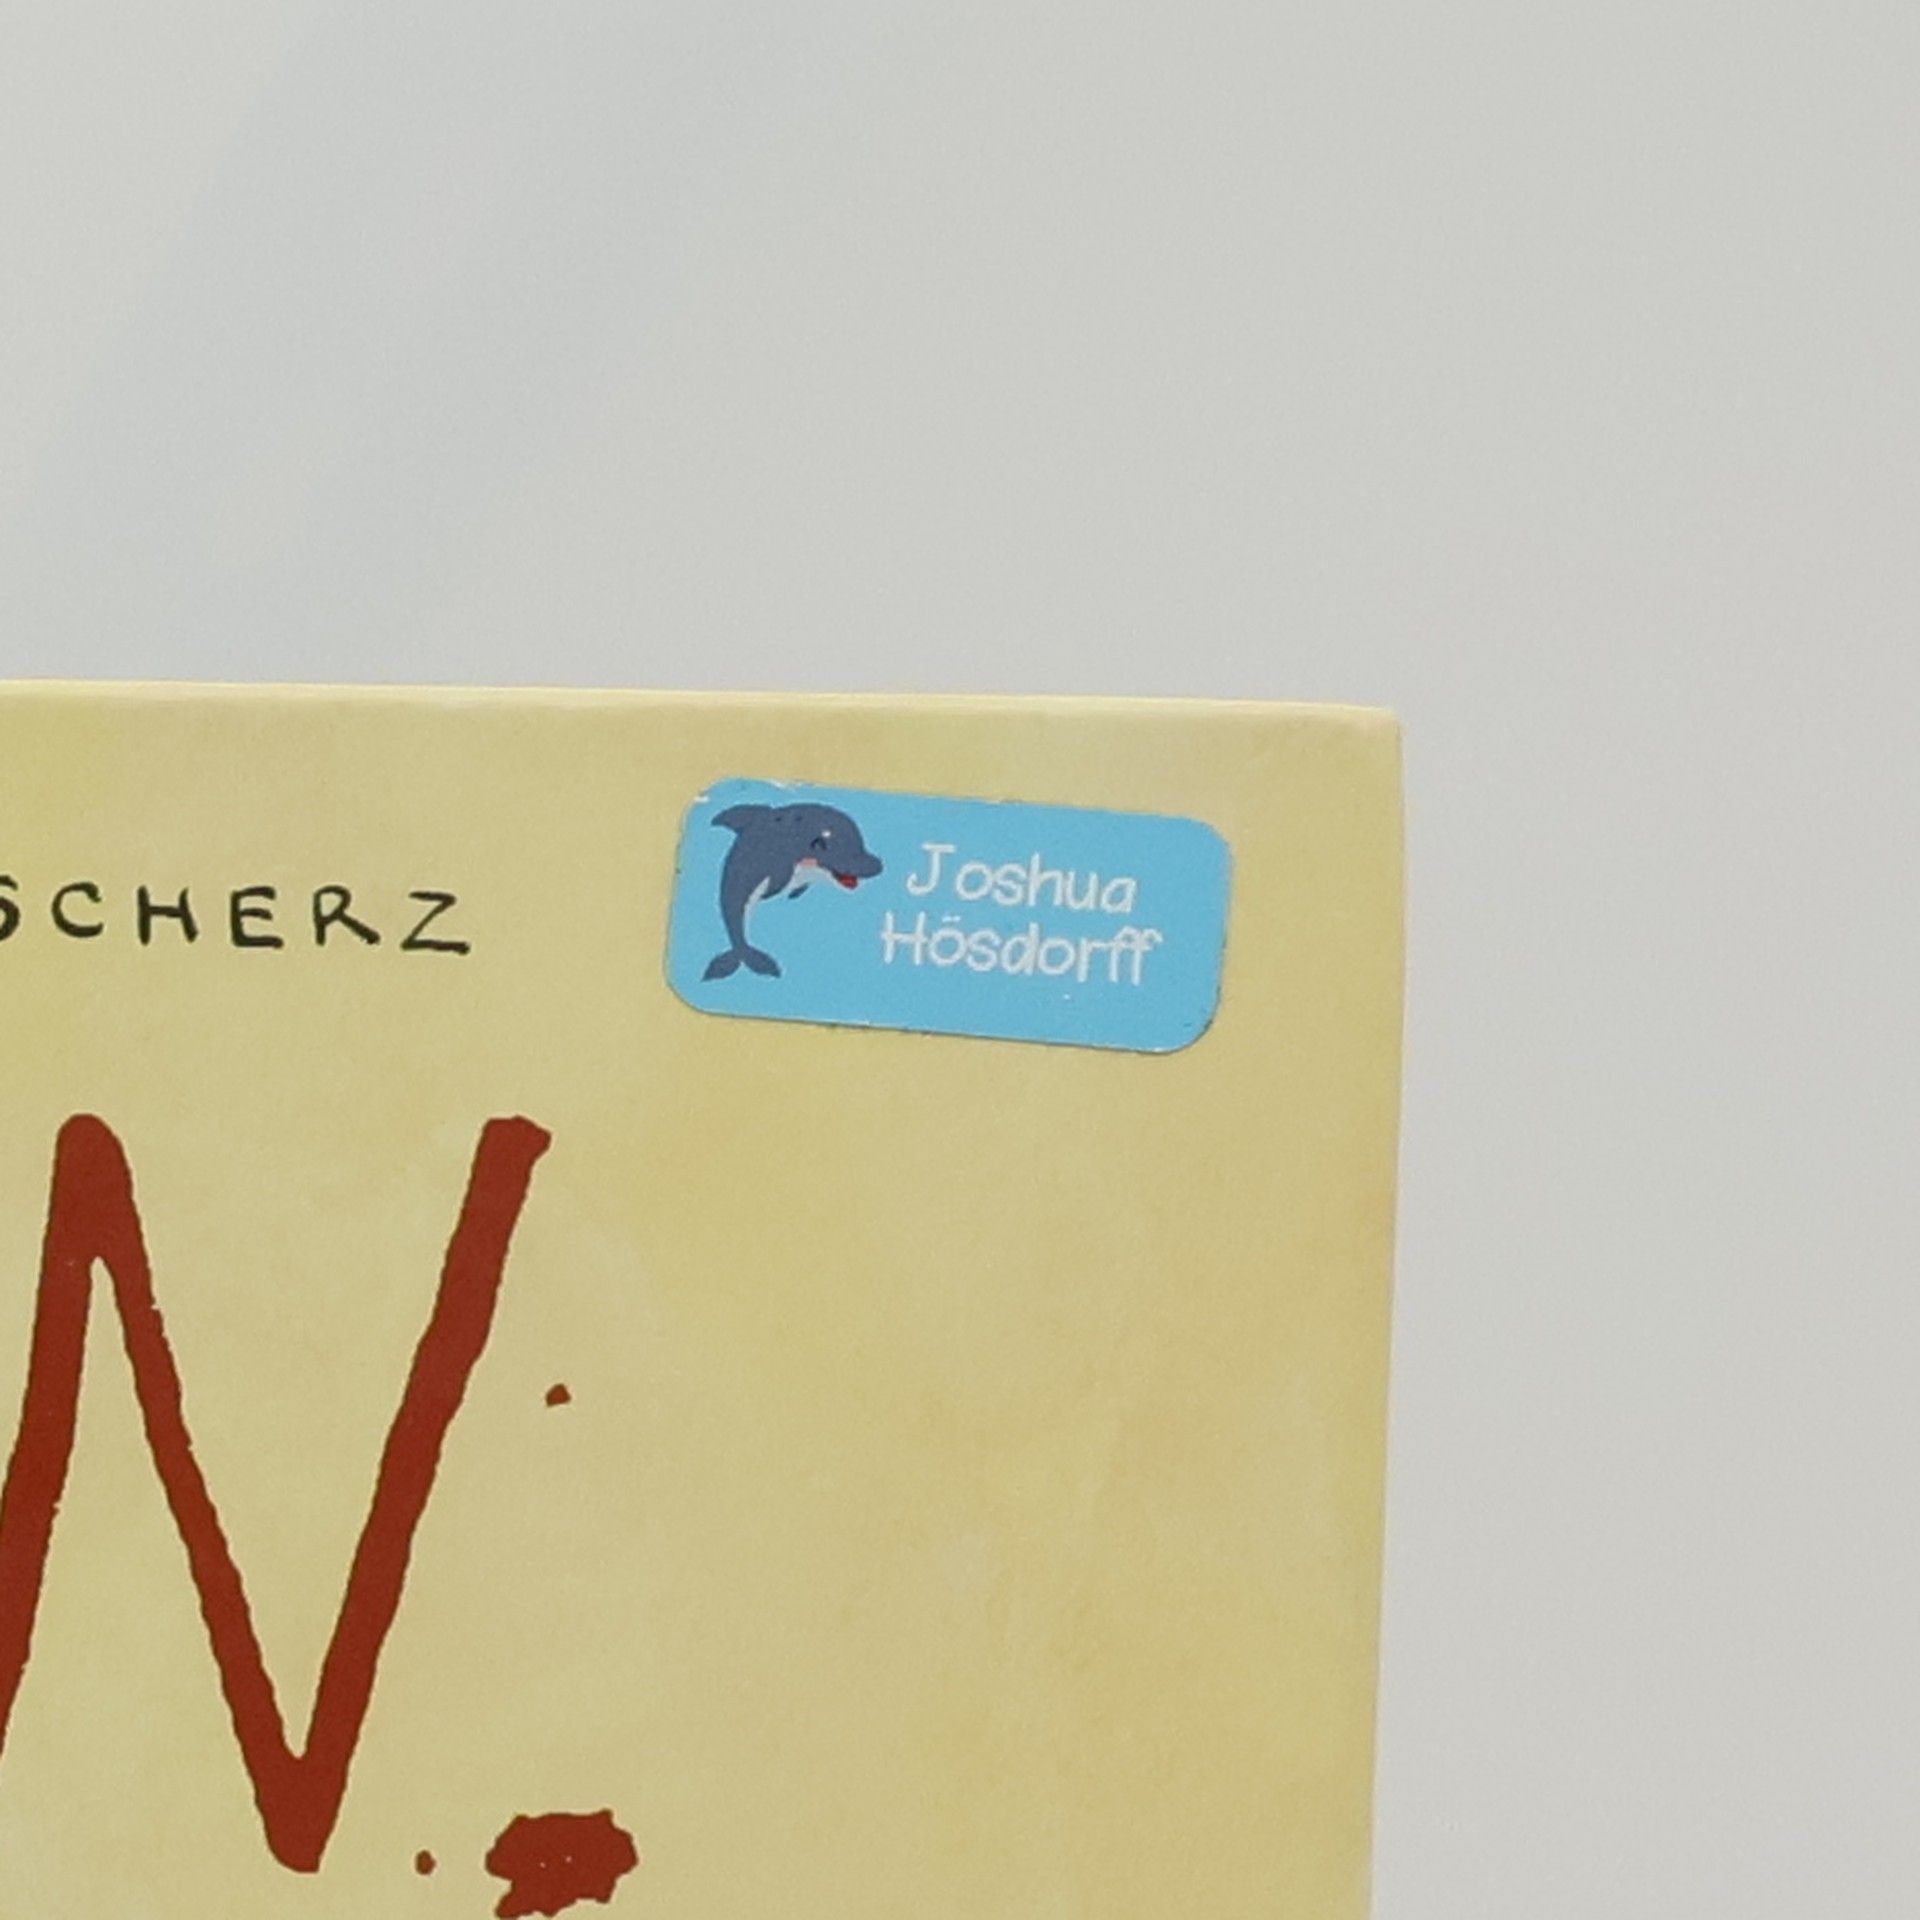 SCHERZ
Joshua
Hösdorff
N.